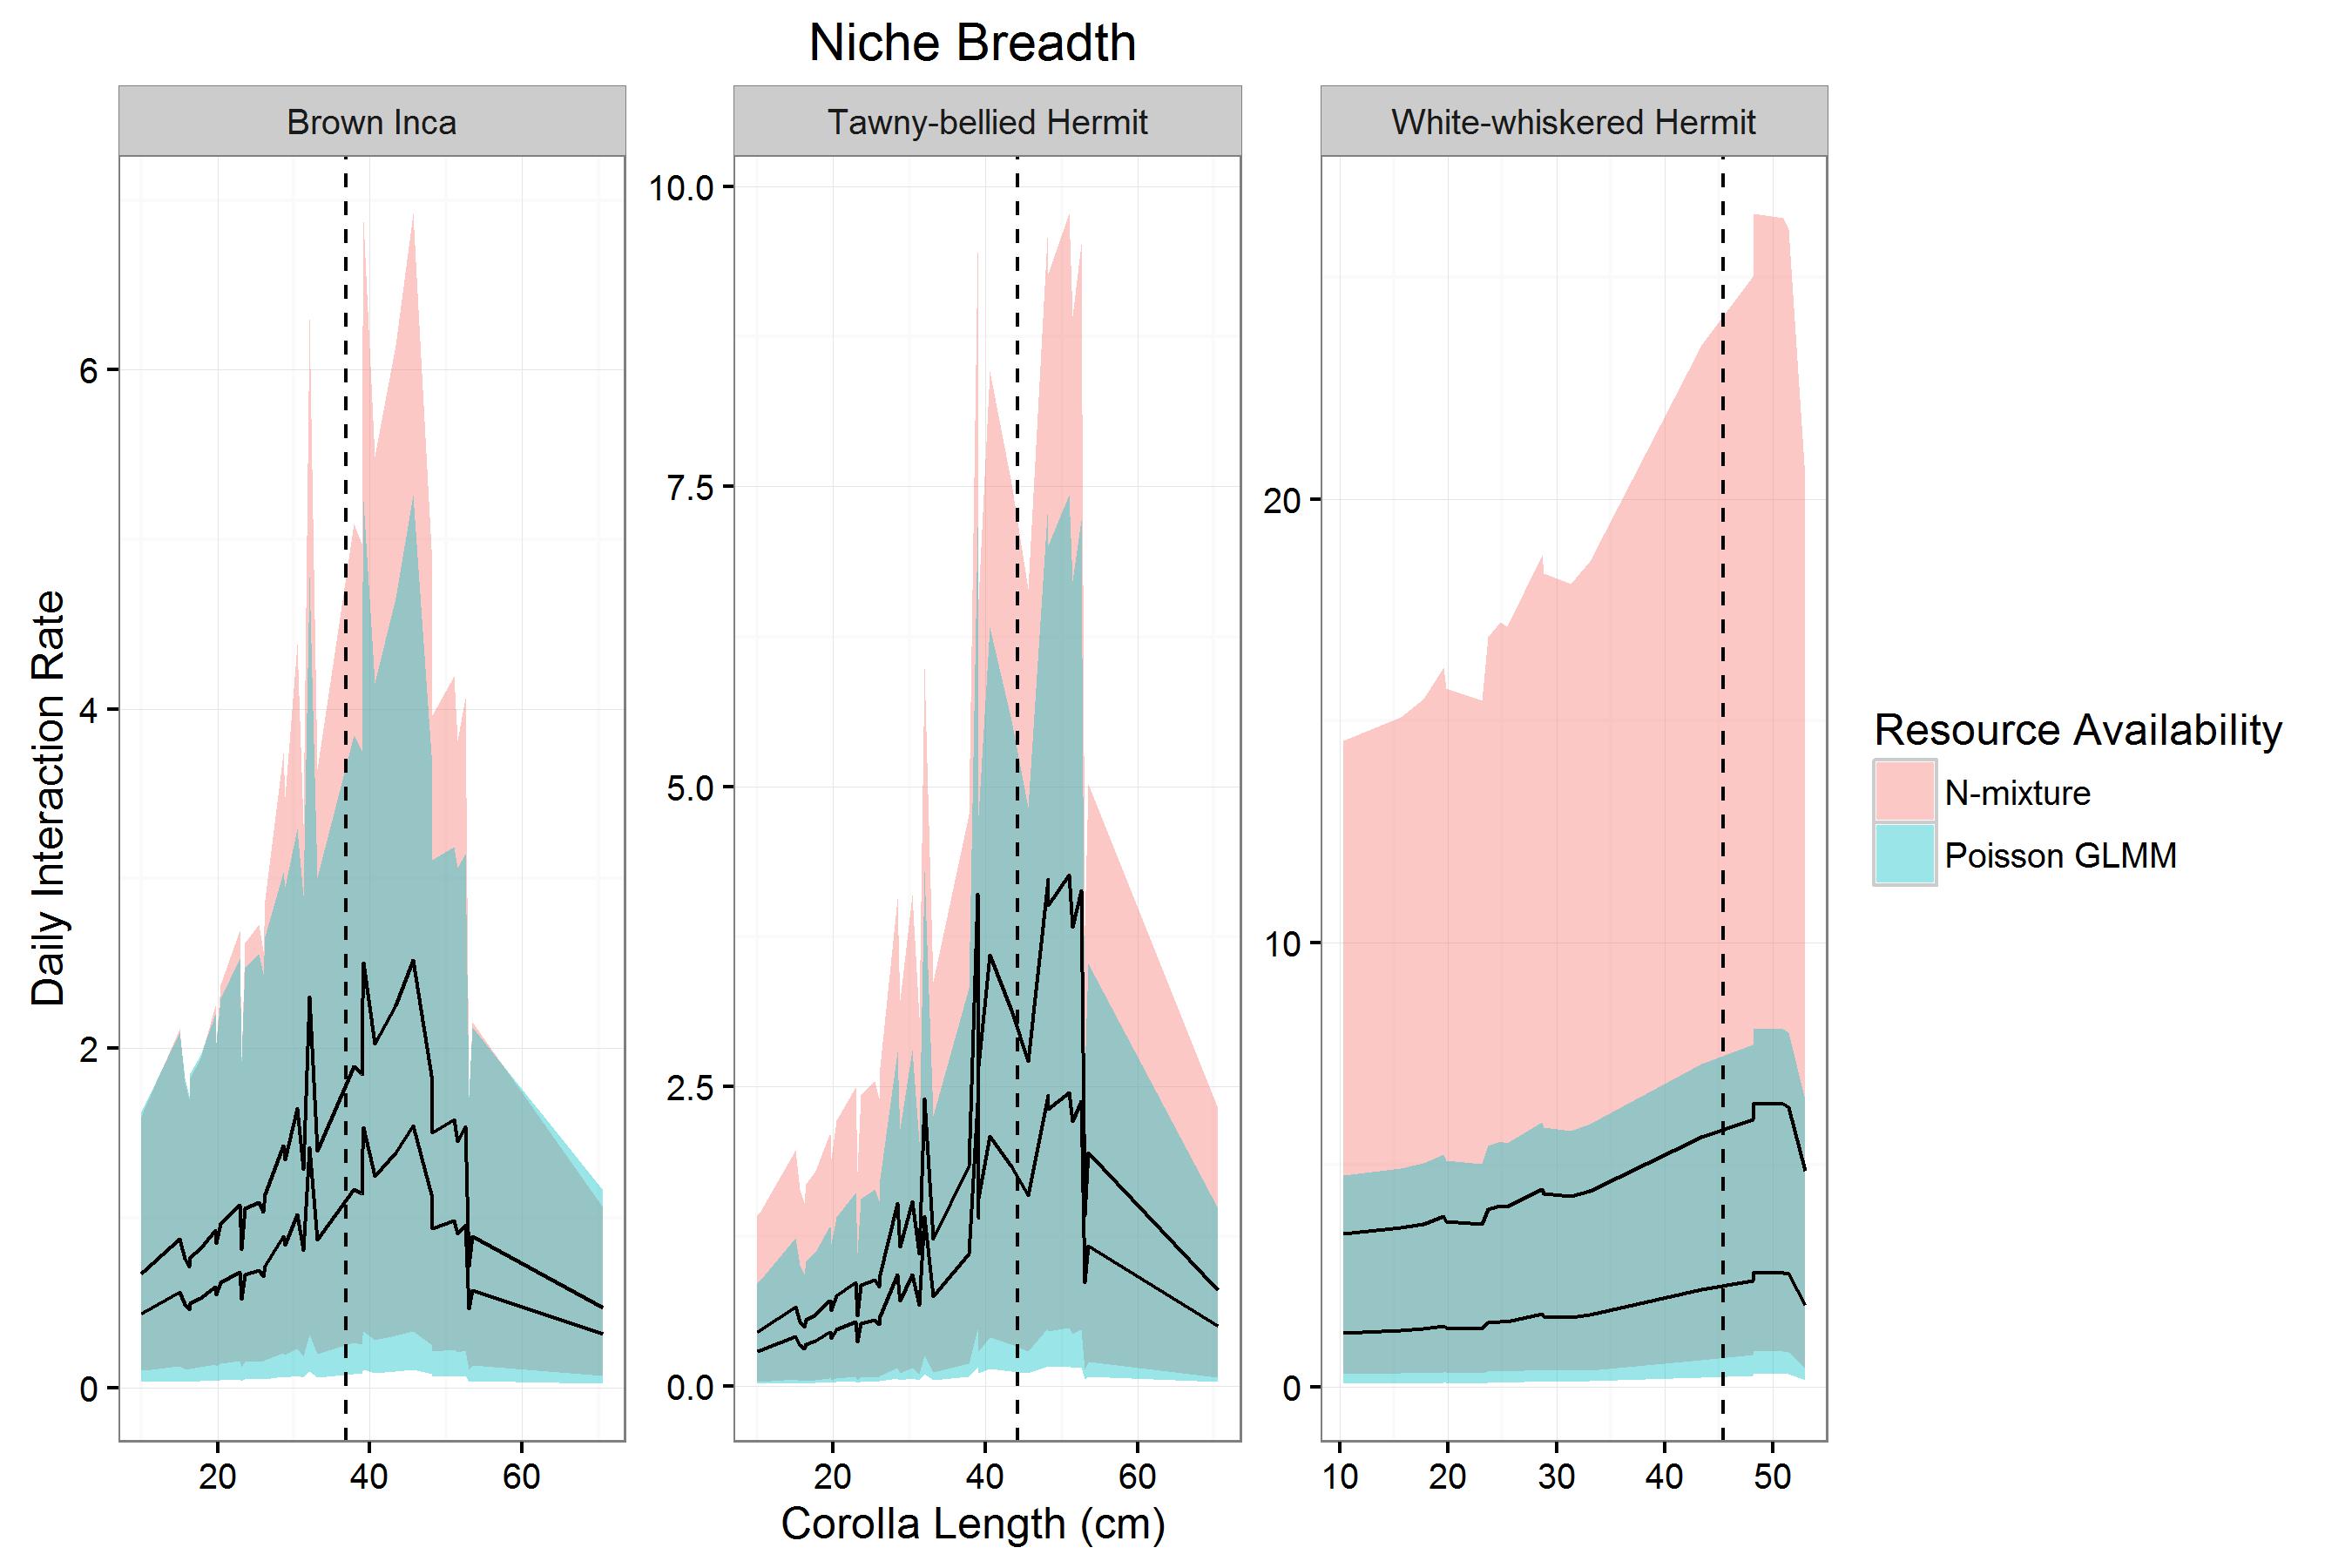 Niche Breadth
Brown Inca
Tawny-bellied Hermit
White-whiskered Hermit
Daily Interaction Rate
6
4
2
0
10.0
7.5
5.0
2.5
0.0
20
10
0
20 40 60
20 40 60
10 20 30 40 50
Corolla Length (cm)
Resource Availability
N-mixture
Poisson GLMM